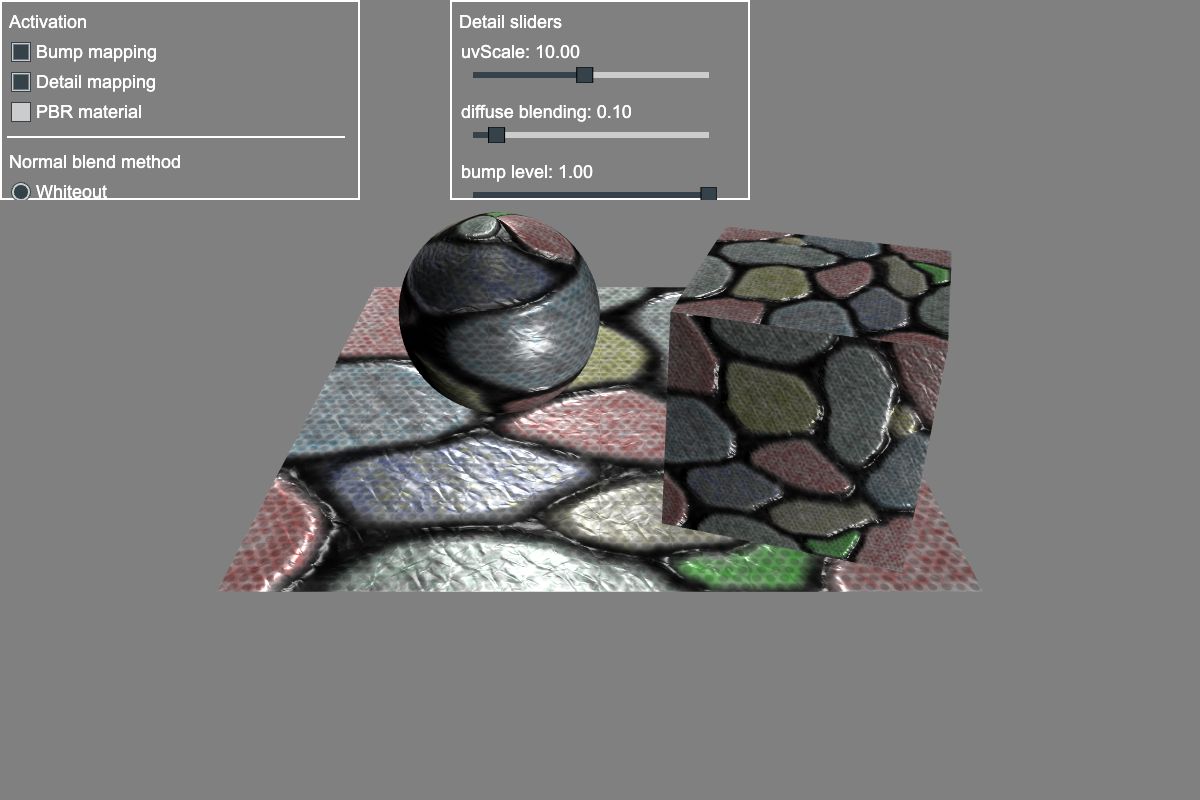 Activation
Bump mapping
Detail mapping
PBR material
Normal blend method
Whiteout
Detail sliders
uvScale: 10.00
diffuse blending: 0.10
bump level: 1.00